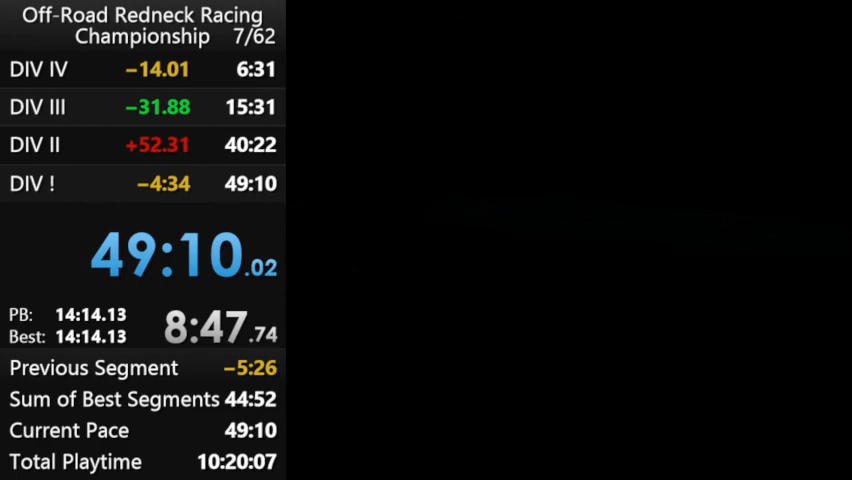 Off-Road Redneck Racing
Championship 7/62
DIV IV −14.01 6:31
DIV III −31.88 15:31
DIV II +52.31 40:22
DIV ! −4:34 49:10
49:10.02
PB: 14:14.13
Best: 14:14.13
8:47.74
Previous Segment −5:26
Sum of Best Segments 44:52
Current Pace 49:10
Total Playtime 10:20:07